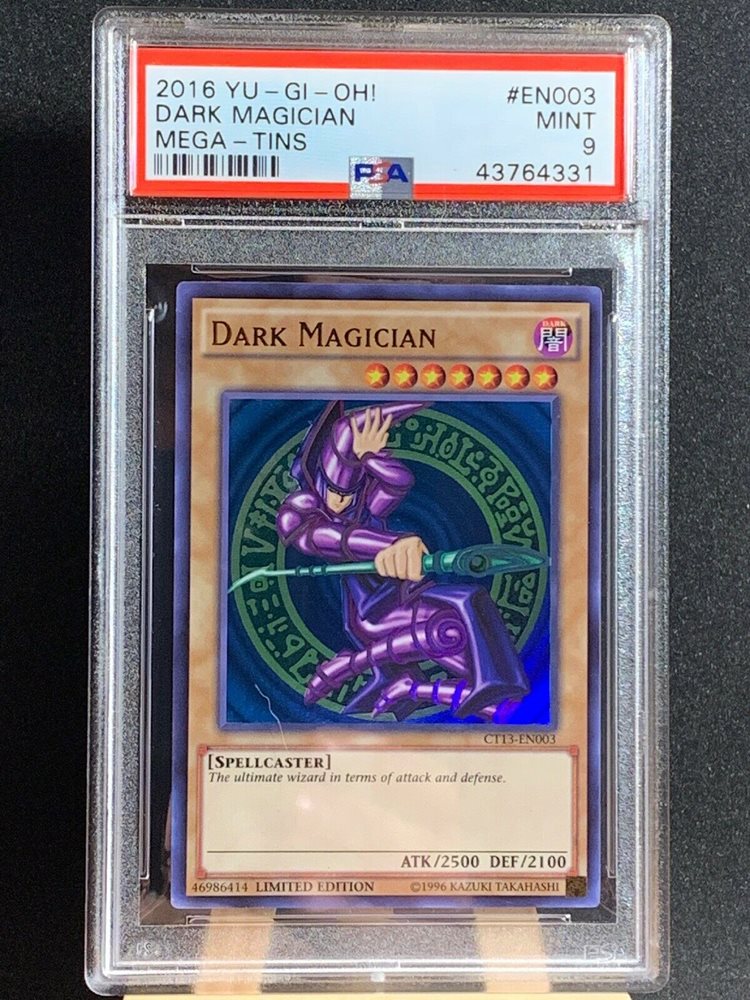 2016 YU-GI-OH! #EN003
DARK MAGICIAN MINT
MEGA-TINS 9
PSA 43764331
DARK MAGICIAN
DARK
闇
CT13-EN003
[SPELLCASTER]
The ultimate wizard in terms of attack and defense.
ATK/2500 DEF/2100
46986414 LIMITED EDITION ©1996 KAZUKI TAKAHASHI